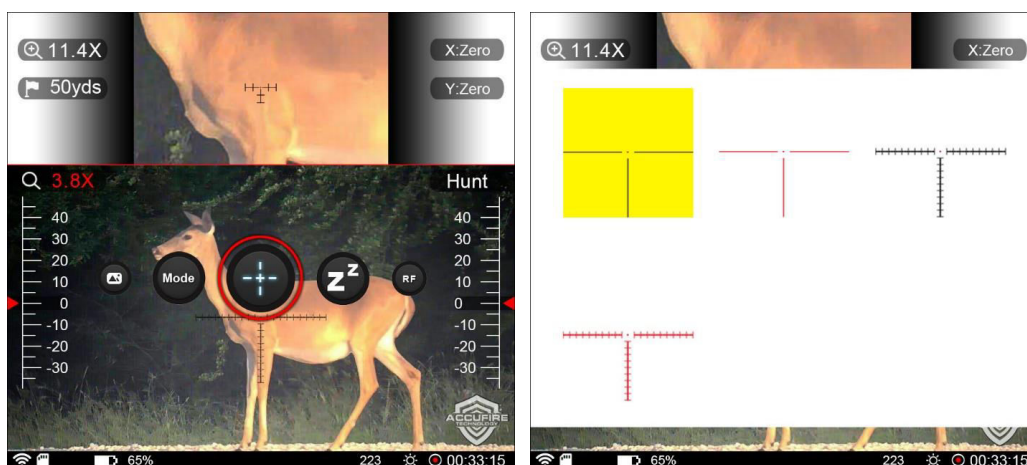 11.4X
X:Zero
50yds
Y:Zero
3.8X
Hunt
40
40
30
30
20
20
10
10
0
0
-10
-10
-20
-20
-30
-30
Mode
zz
RF
ACCUFIRE
TECHNOLOGY
65%
223
00:33:15
11.4X
X:Zero
65%
223
00:33:15